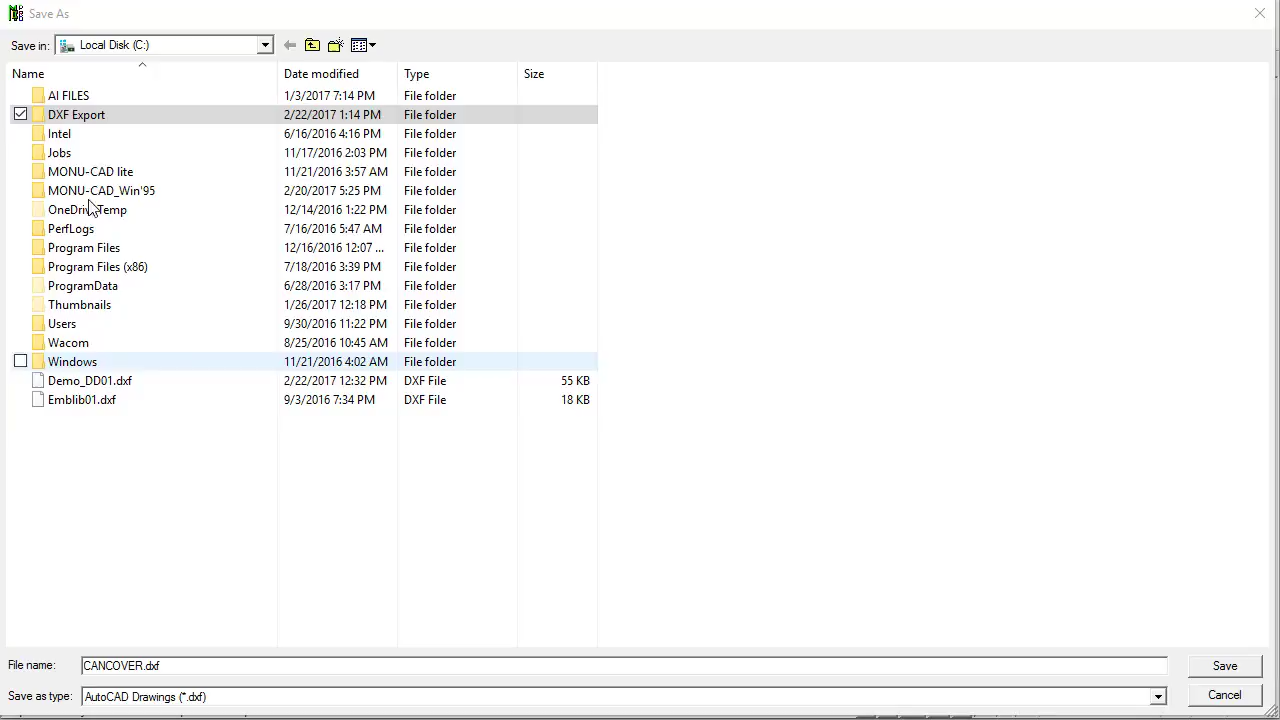 Save As
Save in: Local Disk (C:)
Name Date modified Type Size
AI FILES 1/3/2017 7:14 PM File folder
DXF Export 2/22/2017 1:14 PM File folder
Intel 6/16/2016 4:16 PM File folder
Jobs 11/17/2016 2:03 PM File folder
MONU-CAD lite 11/21/2016 3:57 AM File folder
MONU-CAD_Win'95 2/20/2017 5:25 PM File folder
OneDriveTemp 12/14/2016 1:22 PM File folder
PerfLogs 7/16/2016 5:47 AM File folder
Program Files 12/16/2016 12:07 ... File folder
Program Files (x86) 7/18/2016 3:39 PM File folder
ProgramData 6/28/2016 3:17 PM File folder
Thumbnails 1/26/2017 12:18 PM File folder
Users 9/30/2016 11:22 PM File folder
Wacom 8/25/2016 10:45 AM File folder
Windows 11/21/2016 4:02 AM File folder
Demo_DD01.dxf 2/22/2017 12:32 PM DXF File 55 KB
Emblib01.dxf 9/3/2016 7:34 PM DXF File 18 KB
File name: CANCOVER.dxf Save
Save as type: AutoCAD Drawings (*.dxf) Cancel